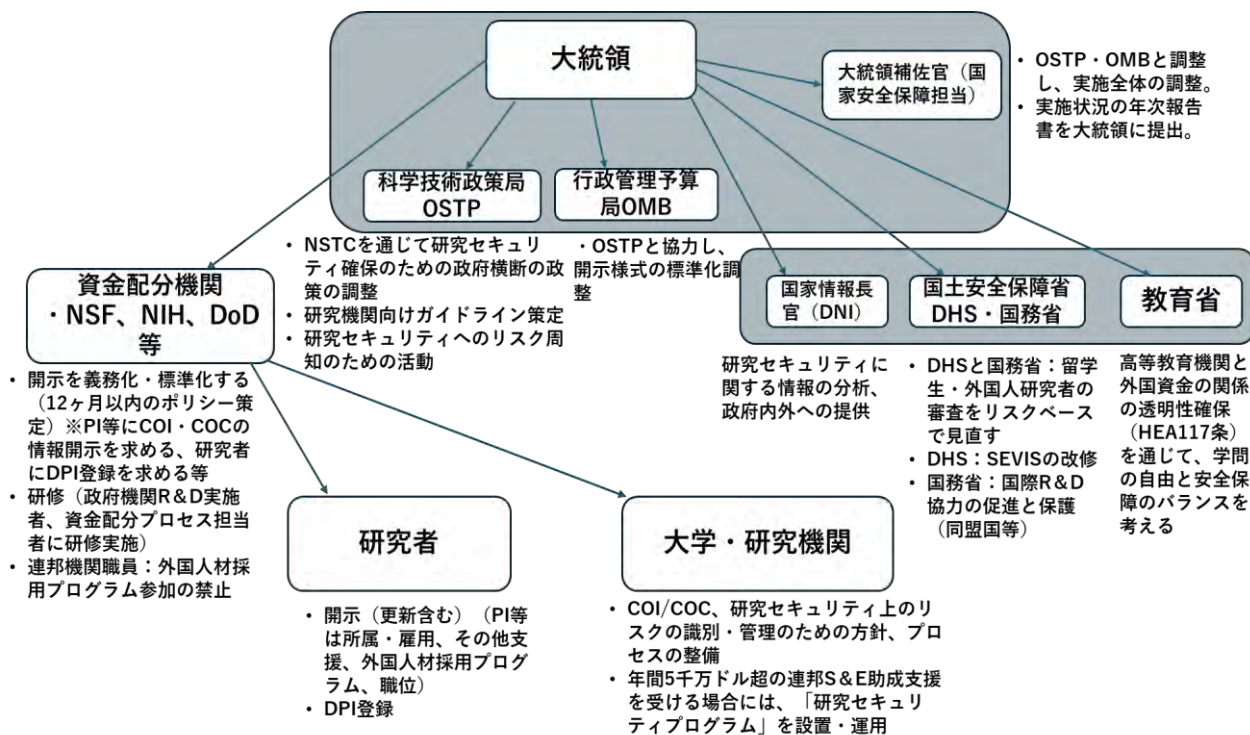 大統領
大統領補佐官（国
家安全保障担当）
• OSTP・OMBと調整
し、実施全体の調整。
• 実施状況の年次報告
書を大統領に提出。
科学技術政策局
OSTP
行政管理予算
局OMB
• NSTCを通じて研究セキュリ
ティ確保のための政府横断の政
策の調整
• 研究機関向けガイドライン策定
• 研究セキュリティへのリスク周
知のための活動
・OSTPと協力し、
開示様式の標準化調
整
資金配分機関
・NSF、NIH、DoD
等
• 開示を義務化・標準化する
（12ヶ月以内のポリシー策
定）※PI等にCOI・COCの
情報開示を求める、研究者
にDPI登録を求める等
• 研修（政府機関R＆D実施
者、資金配分プロセス担当
者に研修実施）
• 連邦機関職員：外国人材採
用プログラム参加の禁止
国家情報長
官（DNI）
研究セキュリティに
関する情報の分析、
政府内外への提供
国土安全保障省
DHS・国務省
• DHSと国務省：留学
生・外国人研究者の
審査をリスクベース
で見直す
• DHS：SEVISの改修
• 国務省：国際R＆D
協力の促進と保護
（同盟国等）
教育省
高等教育機関と
外国資金の関係
の透明性確保
（HEA117条）
を通じて、学問
の自由と安全保
障のバランスを
考える
研究者
• 開示（更新含む）（PI等
は所属・雇用、その他支
援、外国人材採用プログ
ラム、職位）
• DPI登録
大学・研究機関
• COI/COC、研究セキュリティ上のリ
スクの識別・管理のための方針、プロ
セスの整備
• 年間5千万ドル超の連邦S＆E助成支援
を受ける場合には、「研究セキュリ
ティプログラム」を設置・運用